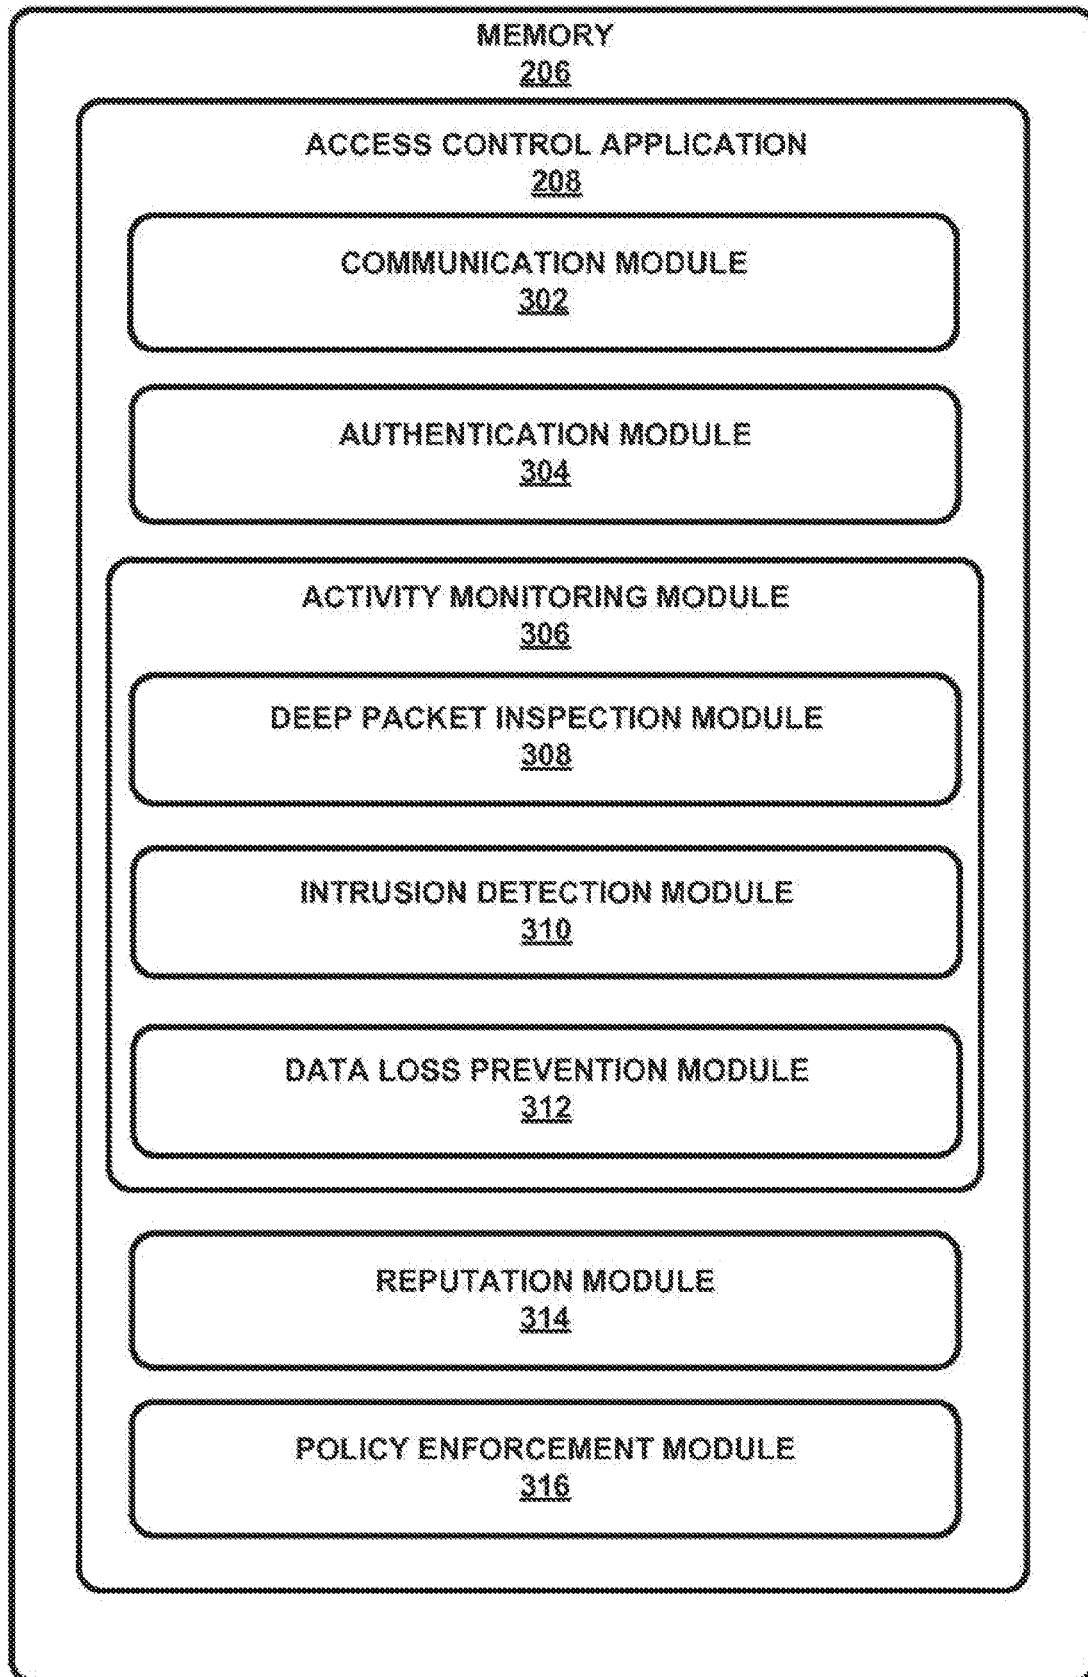 MEMORY
206
ACCESS CONTROL APPLICATION
208
COMMUNICATION MODULE
302
AUTHENTICATION MODULE
304
ACTIVITY MONITORING MODULE
306
DEEP PACKET INSPECTION MODULE
308
INTRUSION DETECTION MODULE
310
DATA LOSS PREVENTION MODULE
312
REPUTATION MODULE
314
POLICY ENFORCEMENT MODULE
316